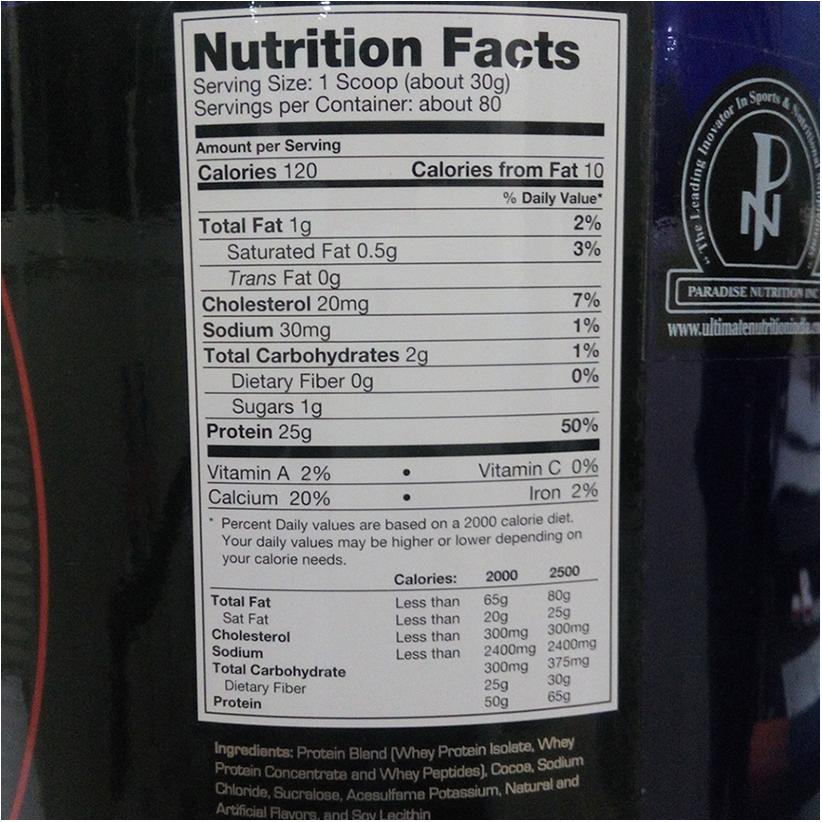 Nutrition Facts
Serving Size: 1 Scoop (about 30g)
Servings per Container: about 80
Amount per Serving
Calories 120 Calories from Fat 10
% Daily Value*
Total Fat 1g 2%
Saturated Fat 0.5g 3%
Trans Fat 0g
Cholesterol 20mg 7%
Sodium 30mg 1%
Total Carbohydrates 2g 1%
Dietary Fiber 0g 0%
Sugars 1g
Protein 25g 50%
Vitamin A 2% • Vitamin C 0%
Calcium 20% • Iron 2%
* Percent Daily values are based on a 2000 calorie diet.
Your daily values may be higher or lower depending on
your calorie needs.
Calories: 2000 2500
Total Fat Less than 65g 80g
Sat Fat Less than 20g 25g
Cholesterol Less than 300mg 300mg
Sodium Less than 2400mg 2400mg
Total Carbohydrate 300mg 375mg
Dietary Fiber 25g 30g
Protein 50g 65g
Ingredients: Protein Blend (Whey Protein Isolate, Whey
Protein Concentrate and Whey Peptides), Cocoa, Sodium
Chloride, Sucralose, Acesulfame Potassium, Natural and
Artificial Flavors, and Soy Lecithin
"The Leading Inovator In Sports & Nutritional
PN
PARADISE NUTRITION INC
www.ultimatenutritionindia.